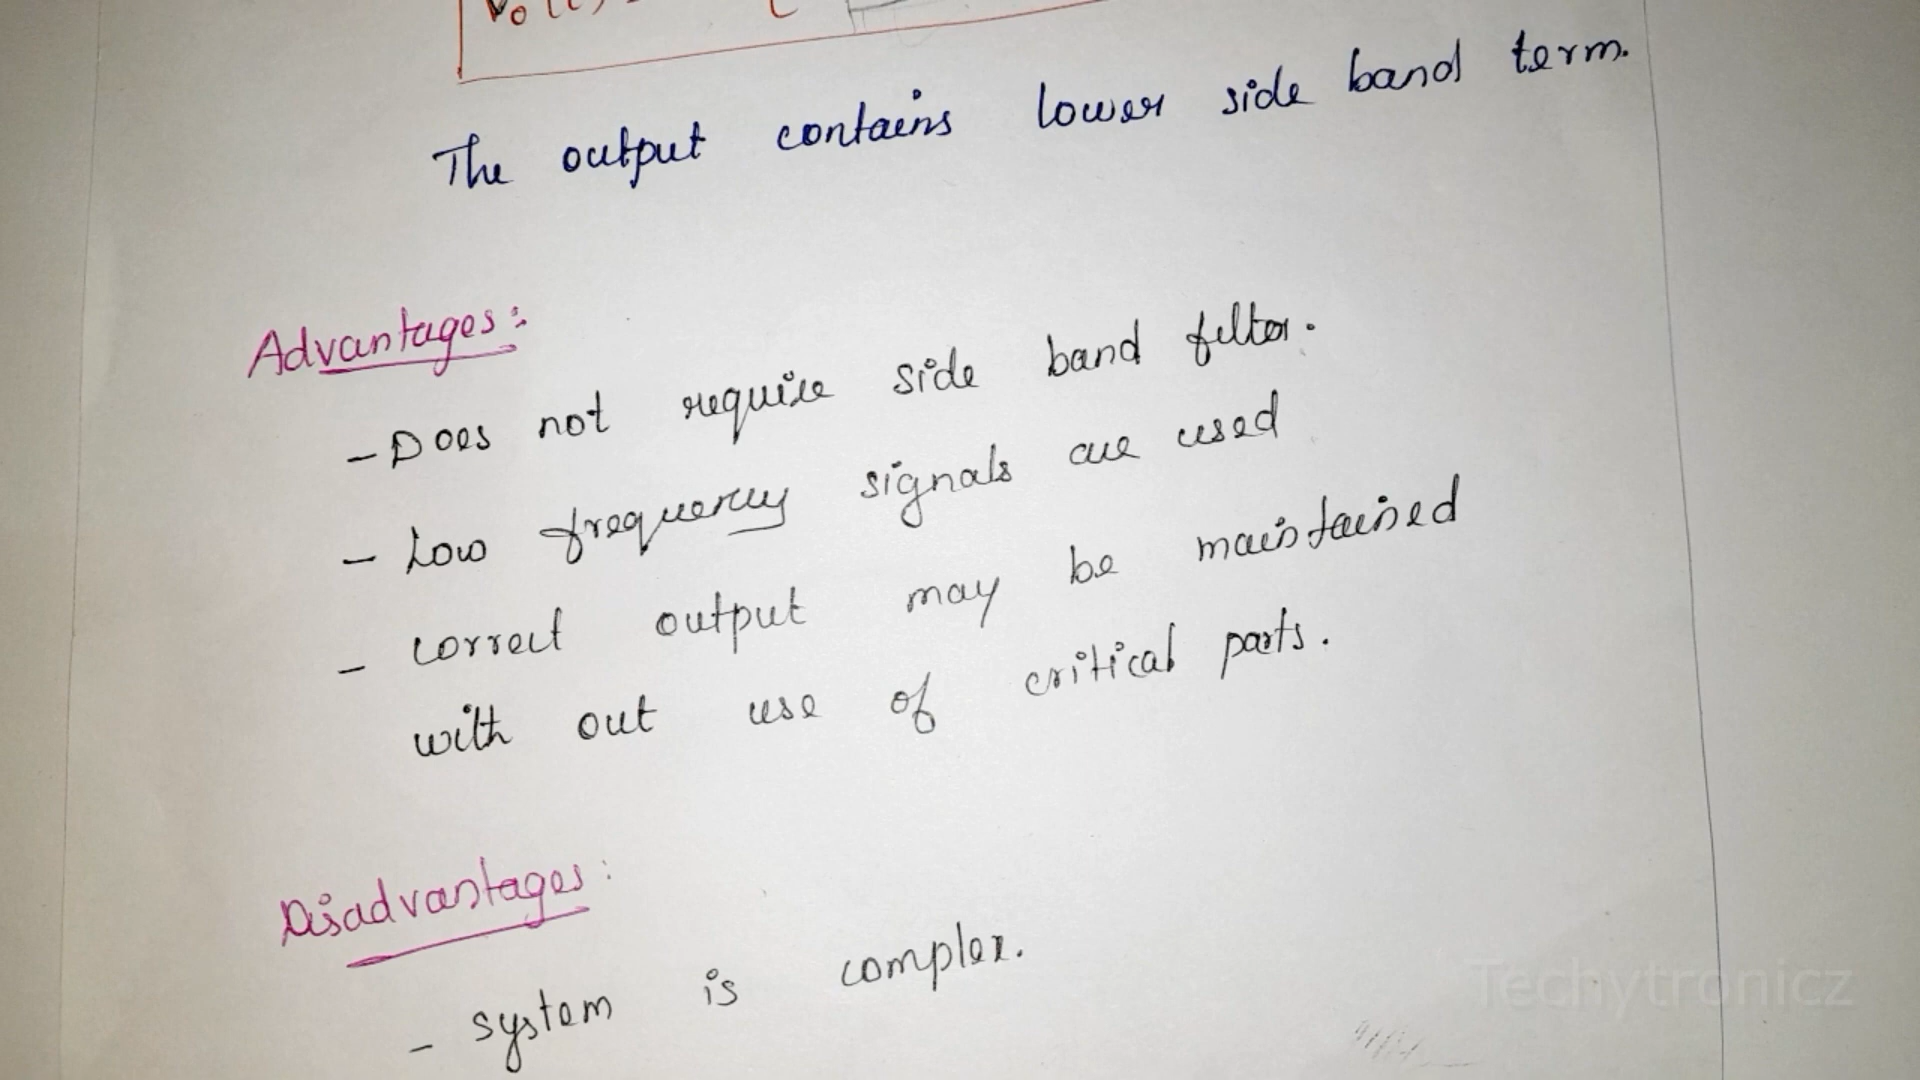 The output contains lower side band term.
Advantages:
- Does not require side band filter.
- Low frequency signals are used
- correct output may be maintained
with out use of critical parts.
Disadvantages:
- system is complex.
Techytronicz